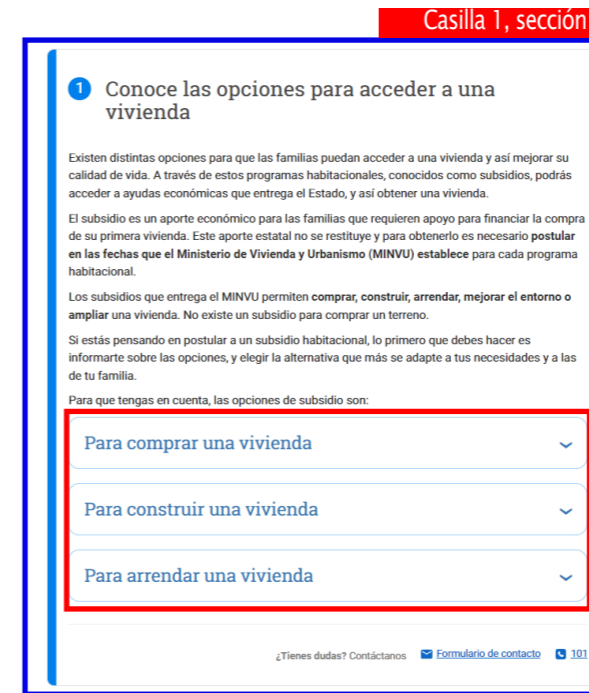 Casilla 1, sección
1 Conoce las opciones para acceder a una
vivienda
Existen distintas opciones para que las familias puedan acceder a una vivienda y así mejorar su
calidad de vida. A través de estos programas habitacionales, conocidos como subsidios, podrás
acceder a ayudas económicas que entrega el Estado, y así obtener una vivienda.
El subsidio es un aporte económico para las familias que requieren apoyo para financiar la compra
de su primera vivienda. Este aporte estatal no se restituye y para obtenerlo es necesario postular
en las fechas que el Ministerio de Vivienda y Urbanismo (MINVU) establece para cada programa
habitacional.
Los subsidios que entrega el MINVU permiten comprar, construir, arrendar, mejorar el entorno o
ampliar una vivienda. No existe un subsidio para comprar un terreno.
Si estás pensando en postular a un subsidio habitacional, lo primero que debes hacer es
informarte sobre las opciones, y elegir la alternativa que más se adapte a tus necesidades y a las
de tu familia.
Para que tengas en cuenta, las opciones de subsidio son:
Para comprar una vivienda
Para construir una vivienda
Para arrendar una vivienda
¿Tienes dudas? Contáctanos Formulario de contacto 101